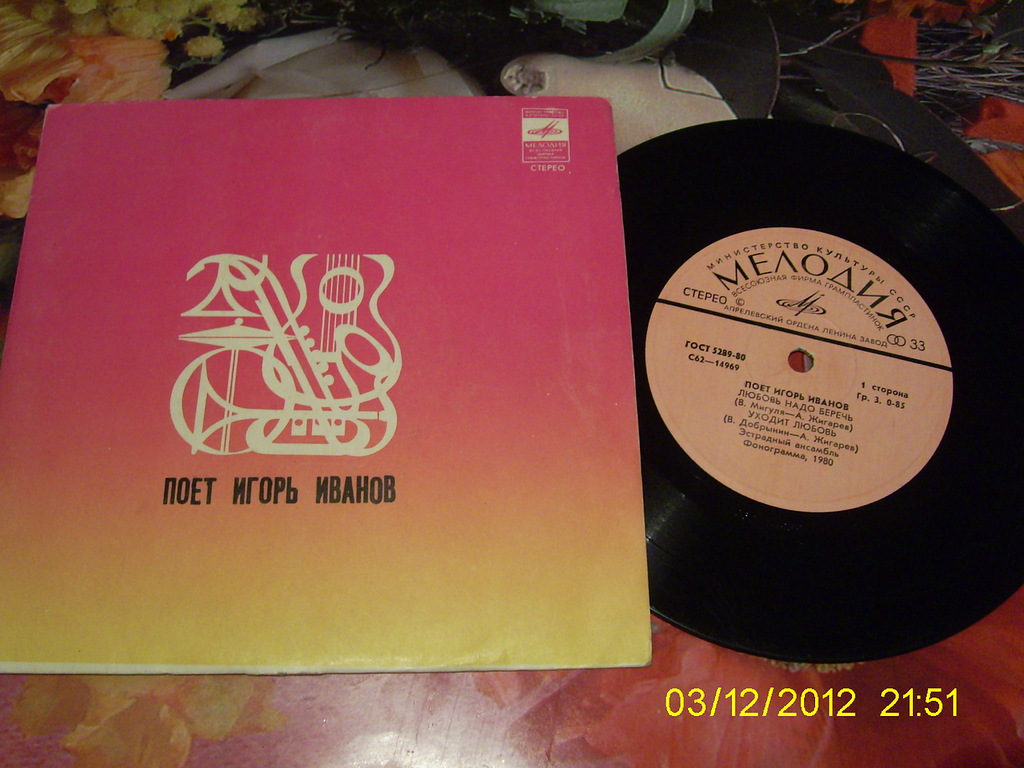 МЕЛОДИЯ
СТЕРЕО
ПОЕТ ИГОРЬ ИВАНОВ
МИНИСТЕРСТВО КУЛЬТУРЫ СССР
МЕЛОДИЯ
ВСЕСОЮЗНАЯ ФИРМА ГРАМПЛАСТИНОК
СТЕРЕО ©
АПРЕЛЕВСКИЙ ОРДЕНА ЛЕНИНА ЗАВОД
33
ГОСТ 5289-80
С62—14969
1 сторона
Гр. 3. 0-85
ПОЕТ ИГОРЬ ИВАНОВ
ЛЮБОВЬ НАДО БЕРЕЧЬ
(В. Мигуля—А. Жигарев)
УХОДИТ ЛЮБОВЬ
(В. Добрынин—А. Жигарев)
Эстрадный ансамбль
Фонограмма, 1980
03/12/2012 21:51